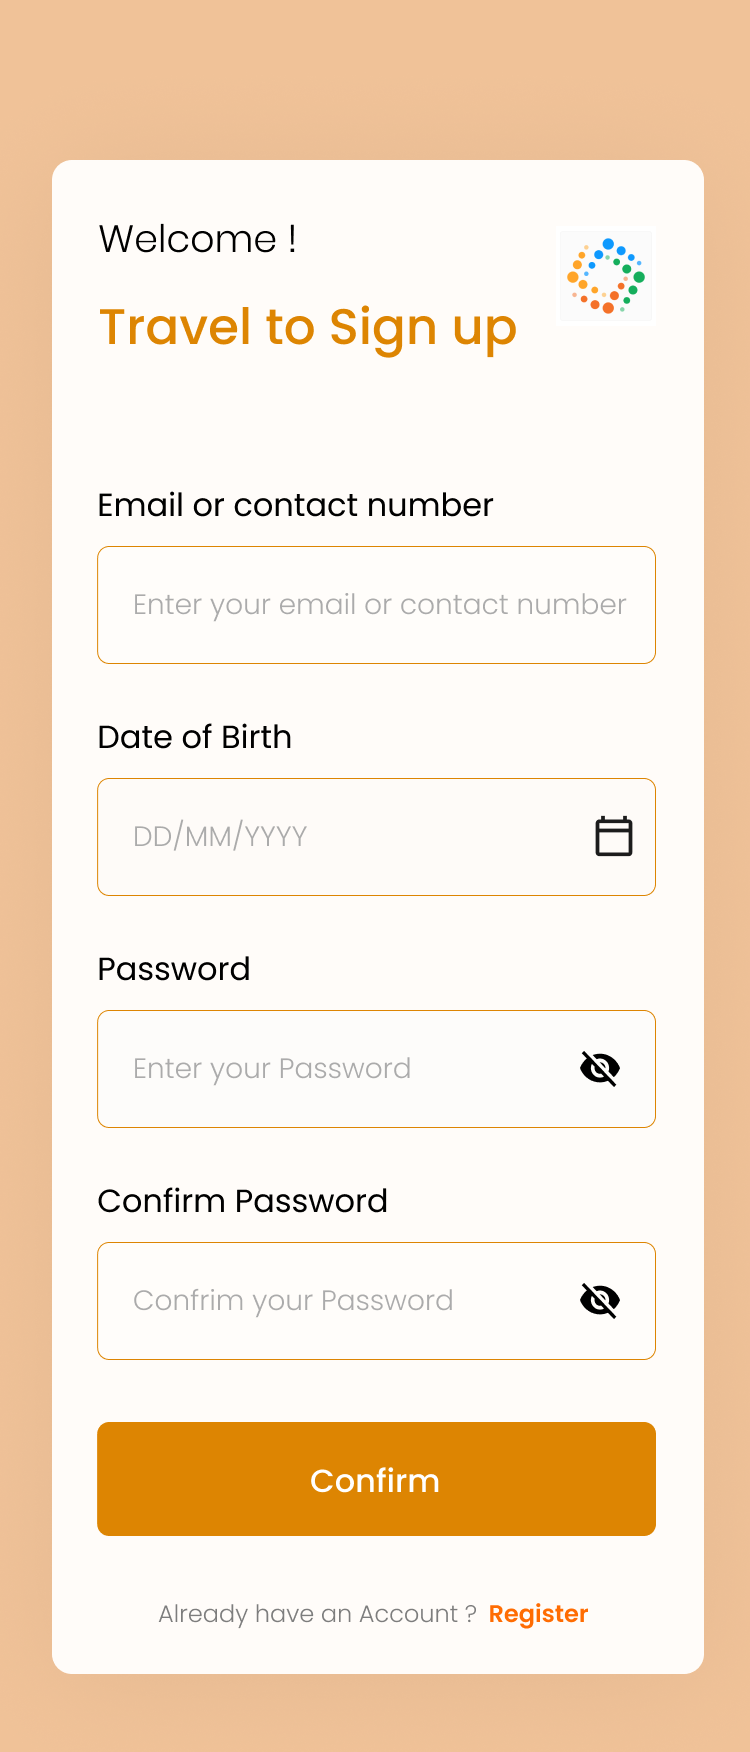 Welcome !
Travel to Sign up
Email or contact number
Enter your email or contact number
Date of Birth
DD/MM/YYYY
Password
Enter your Password
Confirm Password
Confrim your Password
Confirm
Already have an Account ? Register